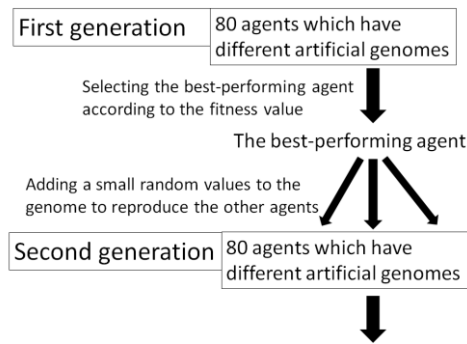 First generation
80 agents which have
different artificial genomes
Selecting the best-performing agent
according to the fitness value
The best-performing agent
Adding a small random values to the
genome to reproduce the other agents
Second generation
80 agents which have
different artificial genomes